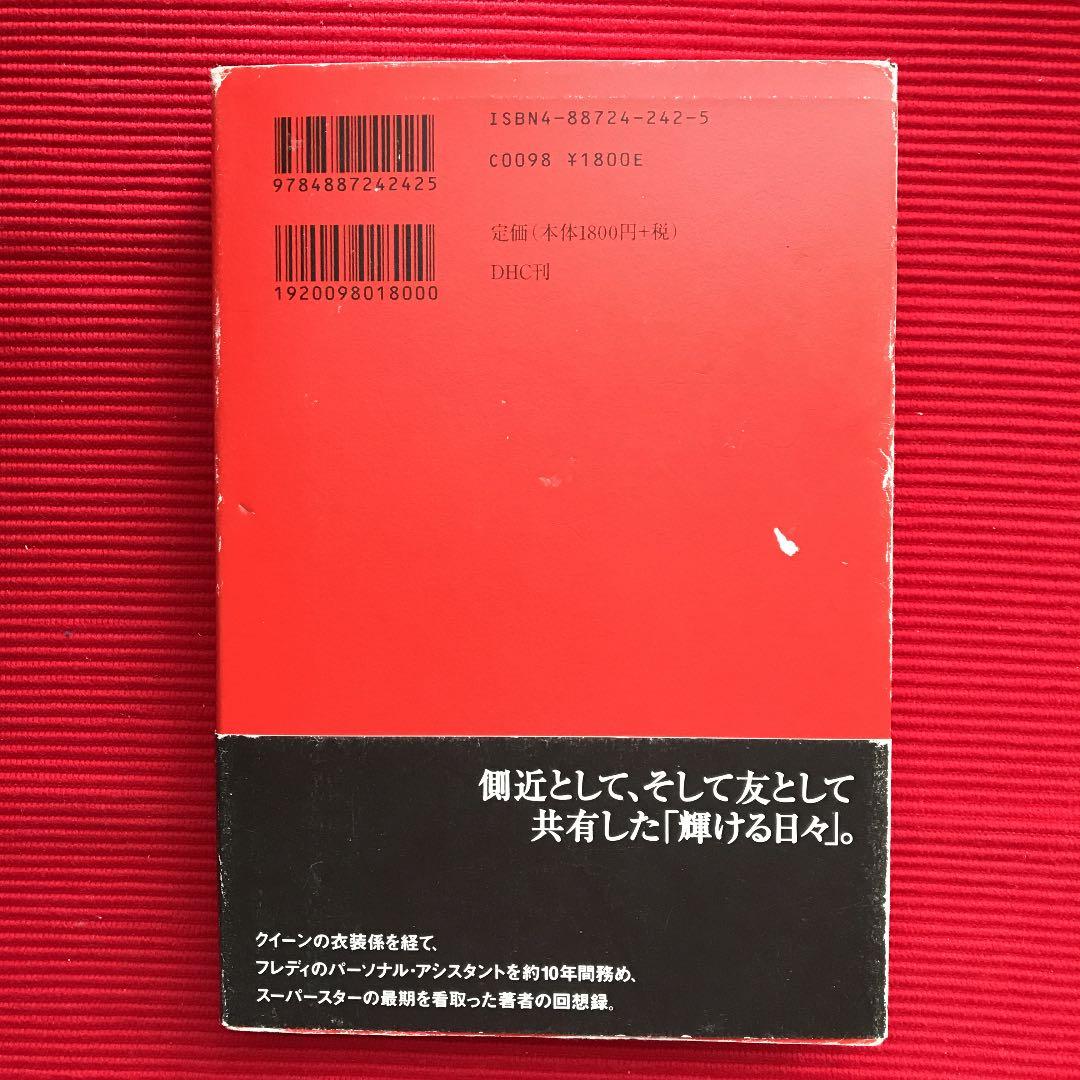 ISBN4-88724-242-5
C0098 ¥1800E
9784887242425
定価(本体1800円+税)
DHC刊
1920098018000
側近として、そして友として
共有した「輝ける日々」。
クイーンの衣装係を経て、
フレディのパーソナル・アシスタントを約10年間務め、
スーパースターの最期を看取った著者の回想録。